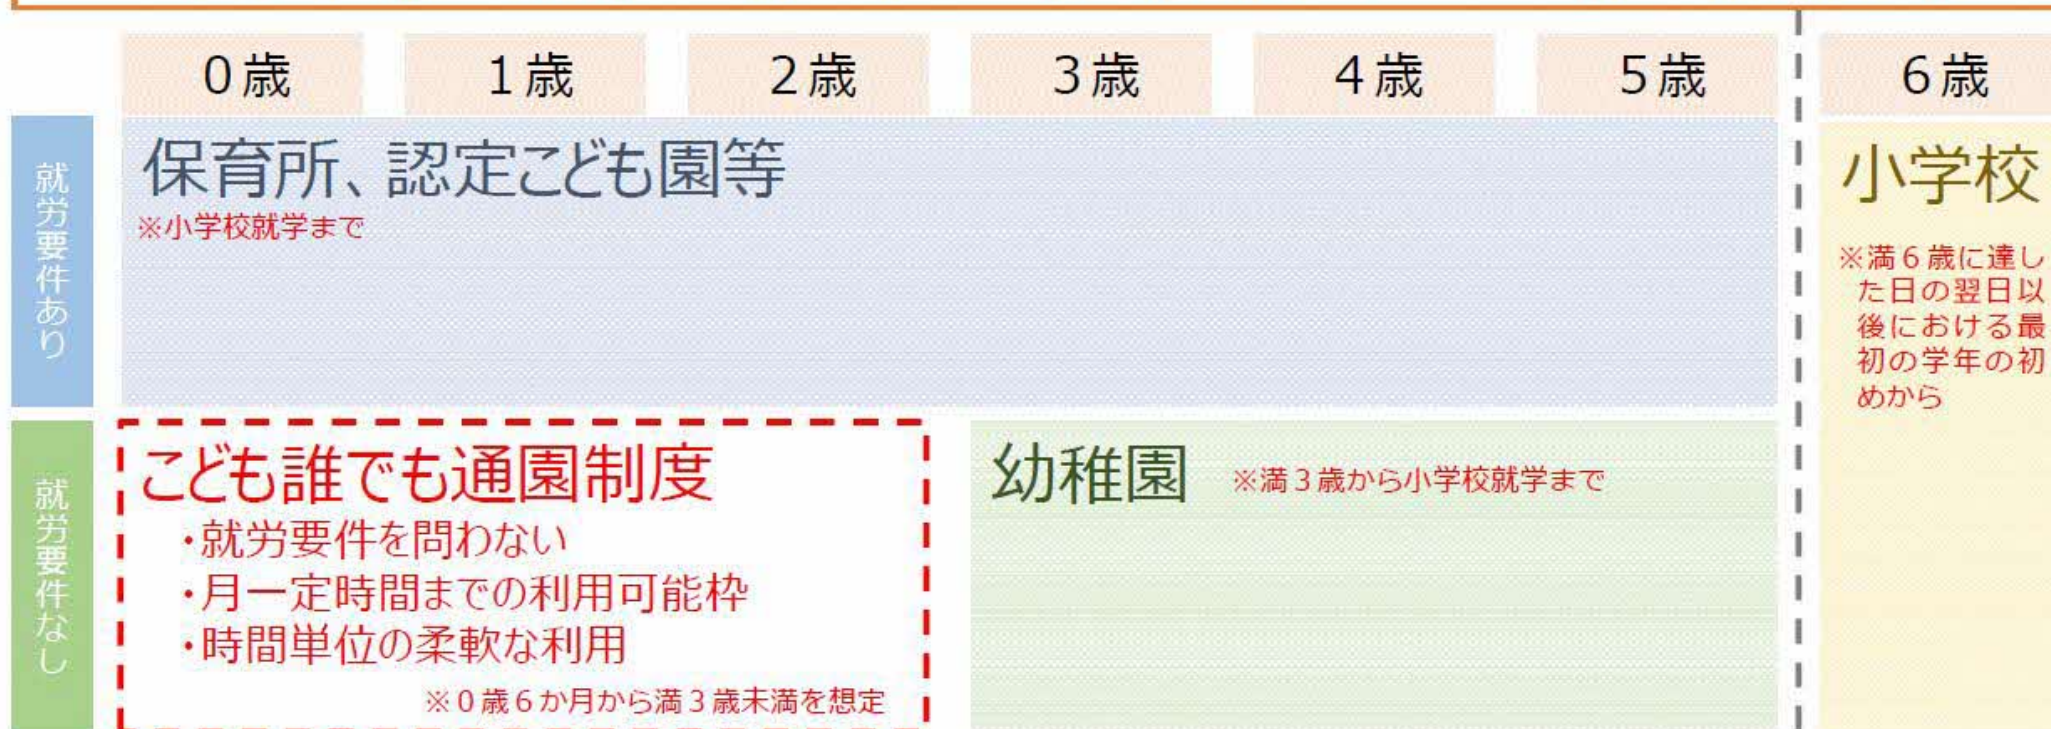 0歳 1歳 2歳 3歳 4歳 5歳 6歳
就労要件あり
保育所、認定こども園等
※小学校就学まで
小学校
※満6歳に達し
た日の翌日以
後における最
初の学年の初
めから
就労要件なし
こども誰でも通園制度
・就労要件を問わない
・月一定時間までの利用可能枠
・時間単位の柔軟な利用
※0歳6か月から満3歳未満を想定
幼稚園 ※満3歳から小学校就学まで